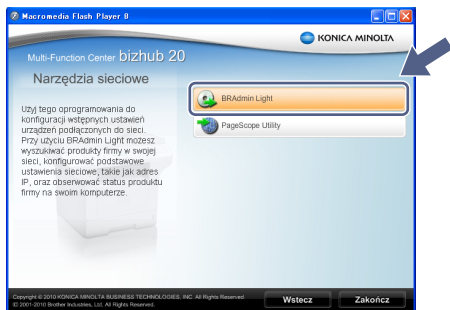 Macromedia Flash Player 8
KONICA MINOLTA
Multi-Function Center bizhub 20
Narzędzia sieciowe
BRAdmin Light
PageScope Utility
Użyj tego oprogramowania do
konfiguracji wstępnych ustawień
urządzeń podłączonych do sieci.
Przy użyciu BRAdmin Light możesz
wyszukiwać produkty firmy w swojej
sieci, konfigurować podstawowe
ustawienia sieciowe, takie jak adres
IP, oraz obserwować status produktu
firmy na swoim komputerze.
Copyright © 2010 KONICA MINOLTA BUSINESS TECHNOLOGIES. INC. All Rights Reserved
© 2001-2010 Brother Industries, Ltd. All Rights Reserved.
Wstecz
Zakończ